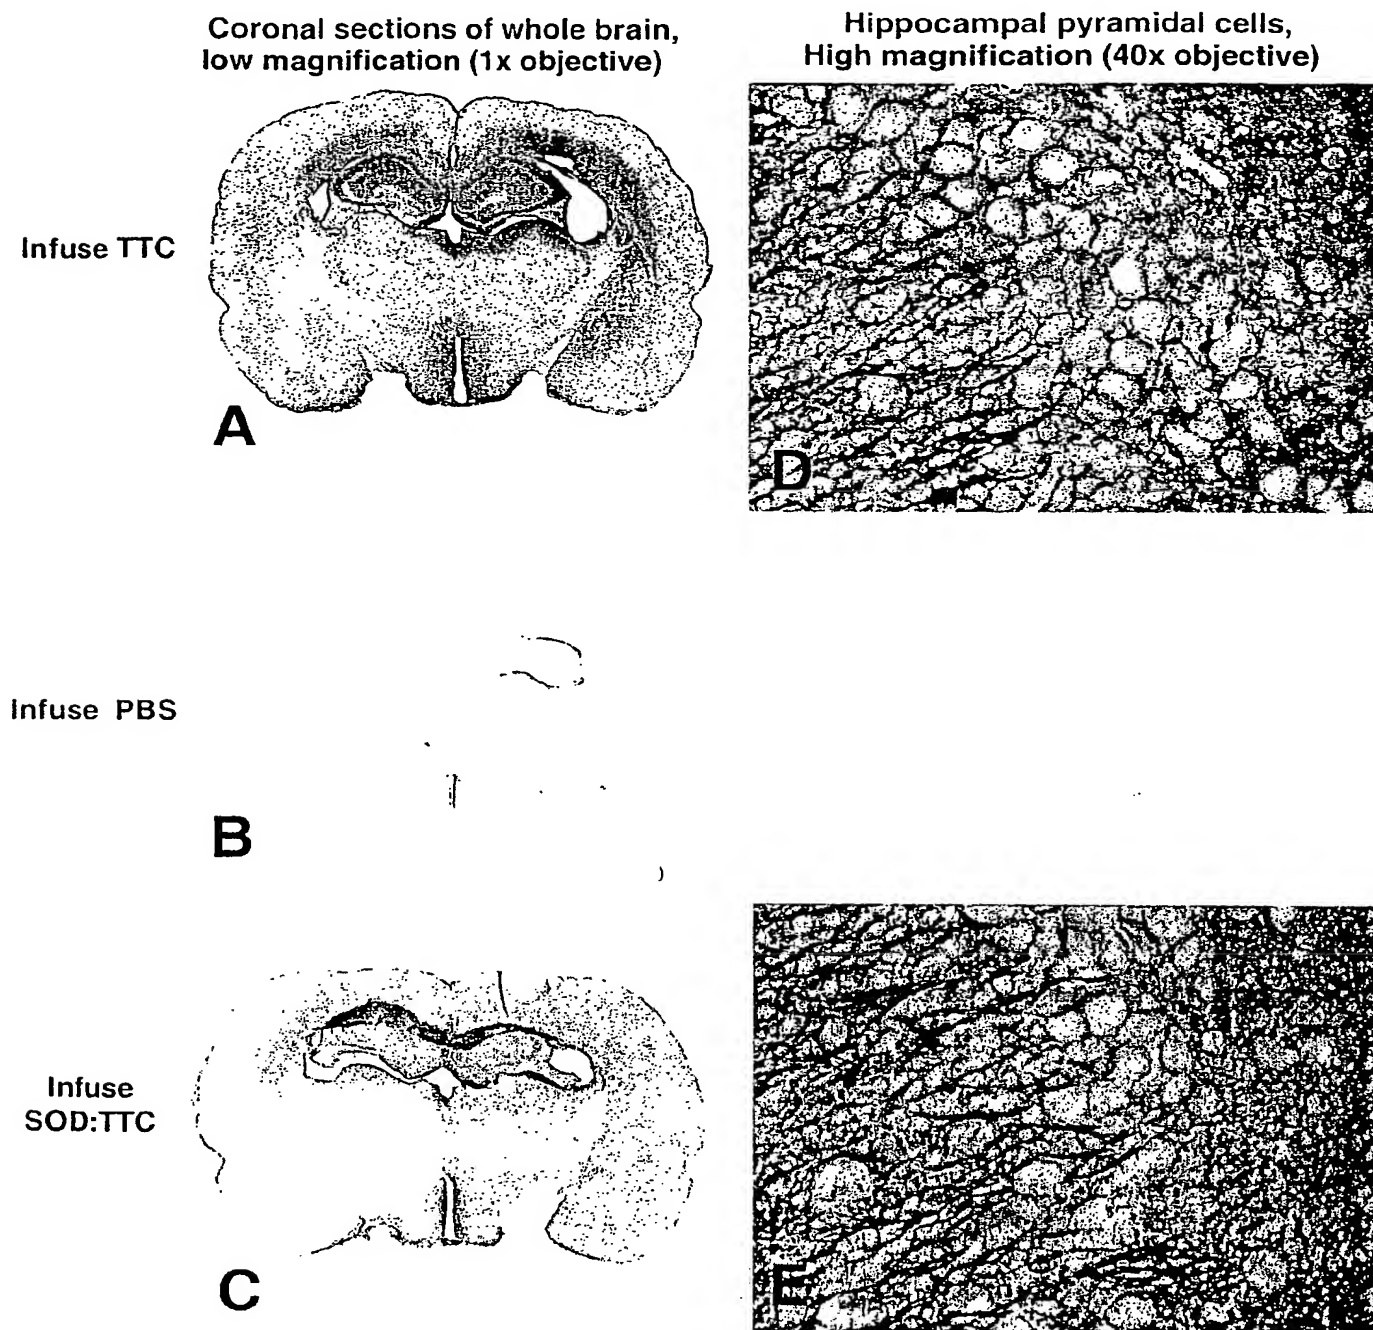 Coronal sections of whole brain,
low magnification (1x objective)
Hippocampal pyramidal cells,
High magnification (40x objective)
Infuse TTC
A
D
Infuse PBS
B
Infuse
SOD:TTC
C
E